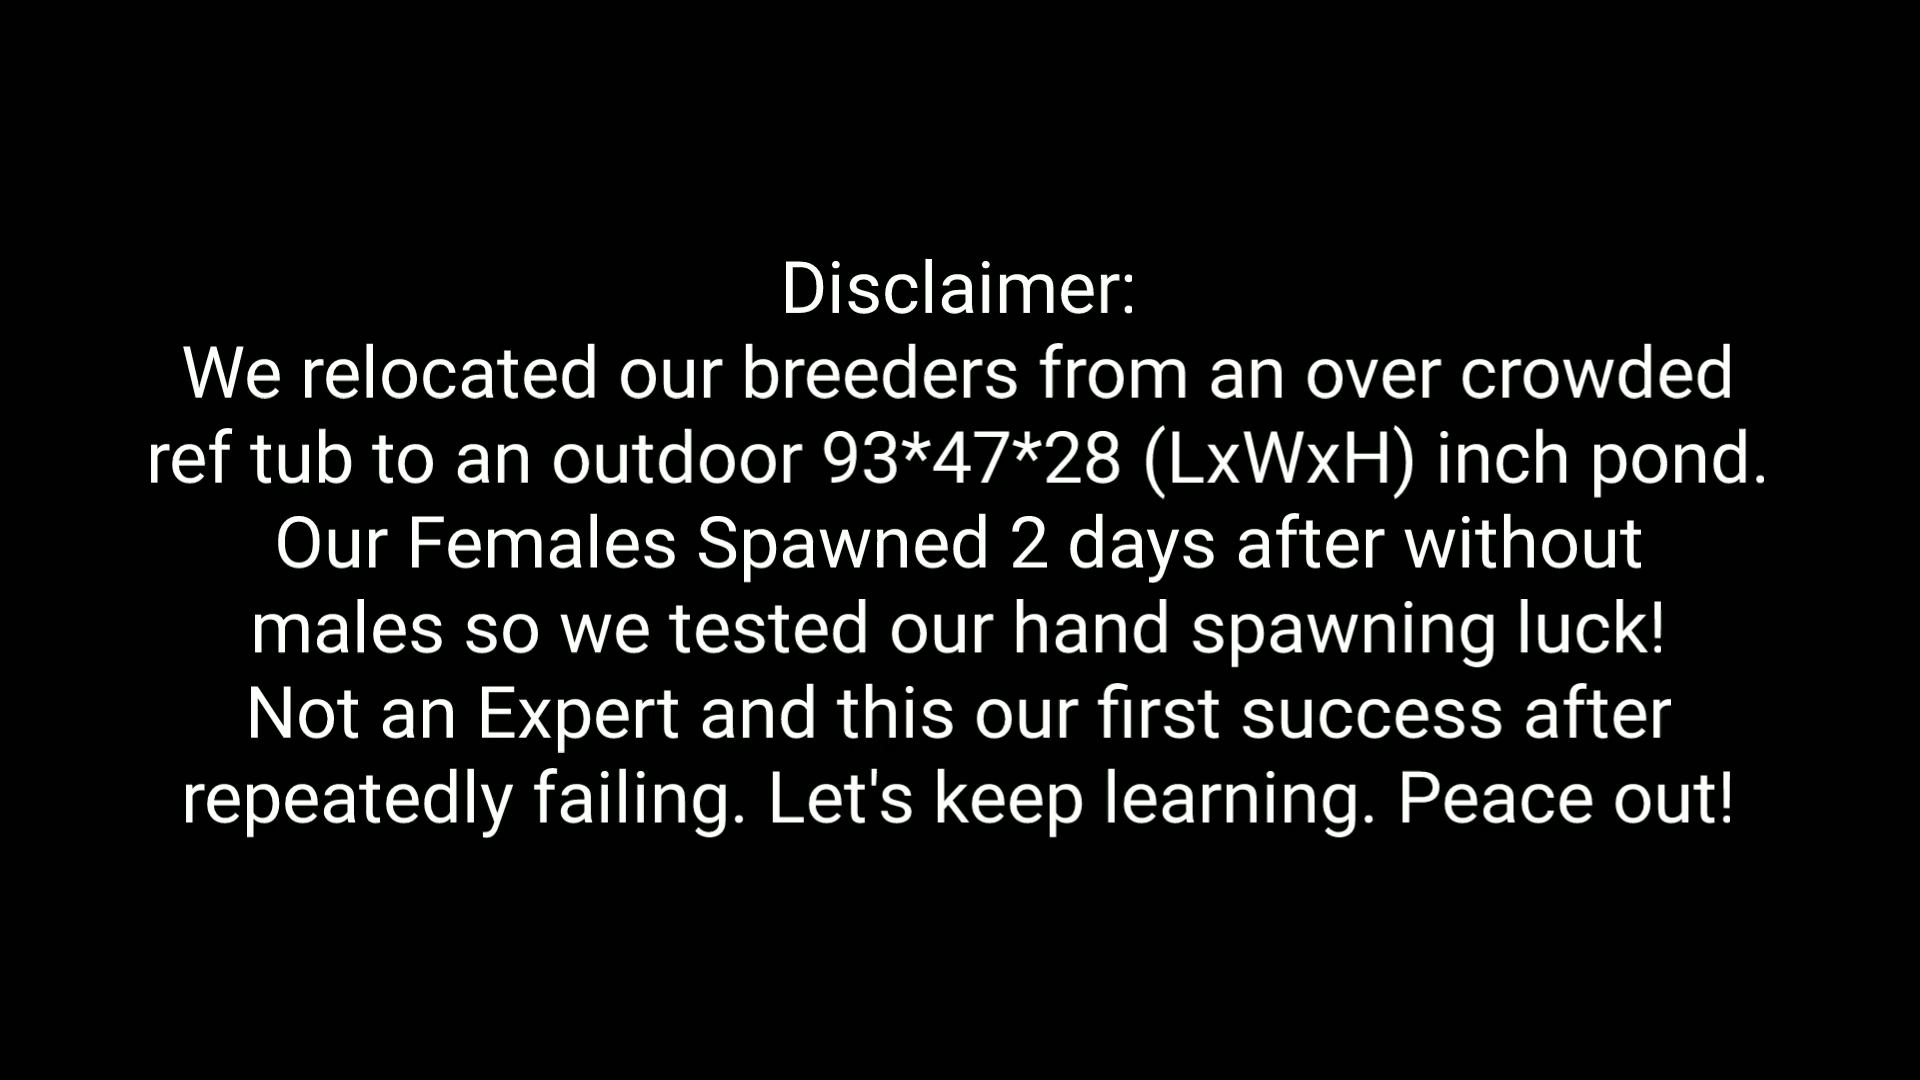 Disclaimer:
We relocated our breeders from an over crowded
ref tub to an outdoor 93*47*28 (LxWxH) inch pond.
Our Females Spawned 2 days after without
males so we tested our hand spawning luck!
Not an Expert and this our first success after
repeatedly failing. Let's keep learning. Peace out!